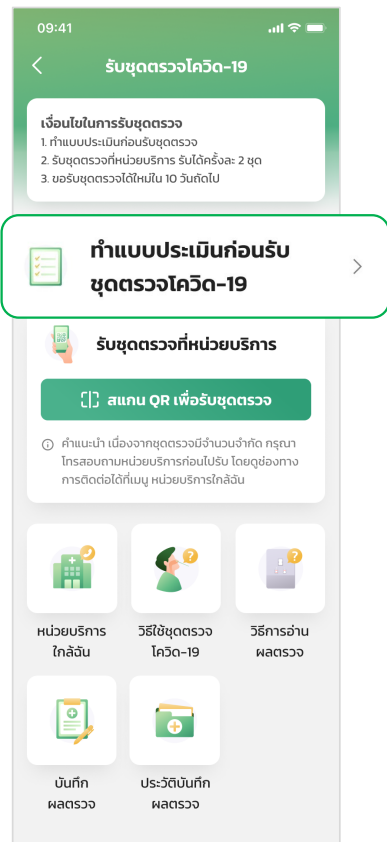 09:41
รับชุดตรวจโควิด-19
เงื่อนไขในการรับชุดตรวจ
1. ทำแบบประเมินก่อนรับชุดตรวจ
2. รับชุดตรวจที่หน่วยบริการ รับได้ครั้งละ 2 ชุด
3. ขอรับชุดตรวจได้ใหม่ใน 10 วันถัดไป
ทำแบบประเมินก่อนรับ
ชุดตรวจโควิด-19
รับชุดตรวจที่หน่วยบริการ
สแกน QR เพื่อรับชุดตรวจ
คำแนะนำ เนื่องจากชุดตรวจมีจำนวนจำกัด กรุณา
โทรสอบถามหน่วยบริการก่อนไปรับ โดยดูช่องทาง
การติดต่อได้ที่เมนู หน่วยบริการใกล้ฉัน
หน่วยบริการ
ใกล้ฉัน
วิธีใช้ชุดตรวจ
โควิด-19
วิธีการอ่าน
ผลตรวจ
บันทึก
ผลตรวจ
ประวัติบันทึก
ผลตรวจ